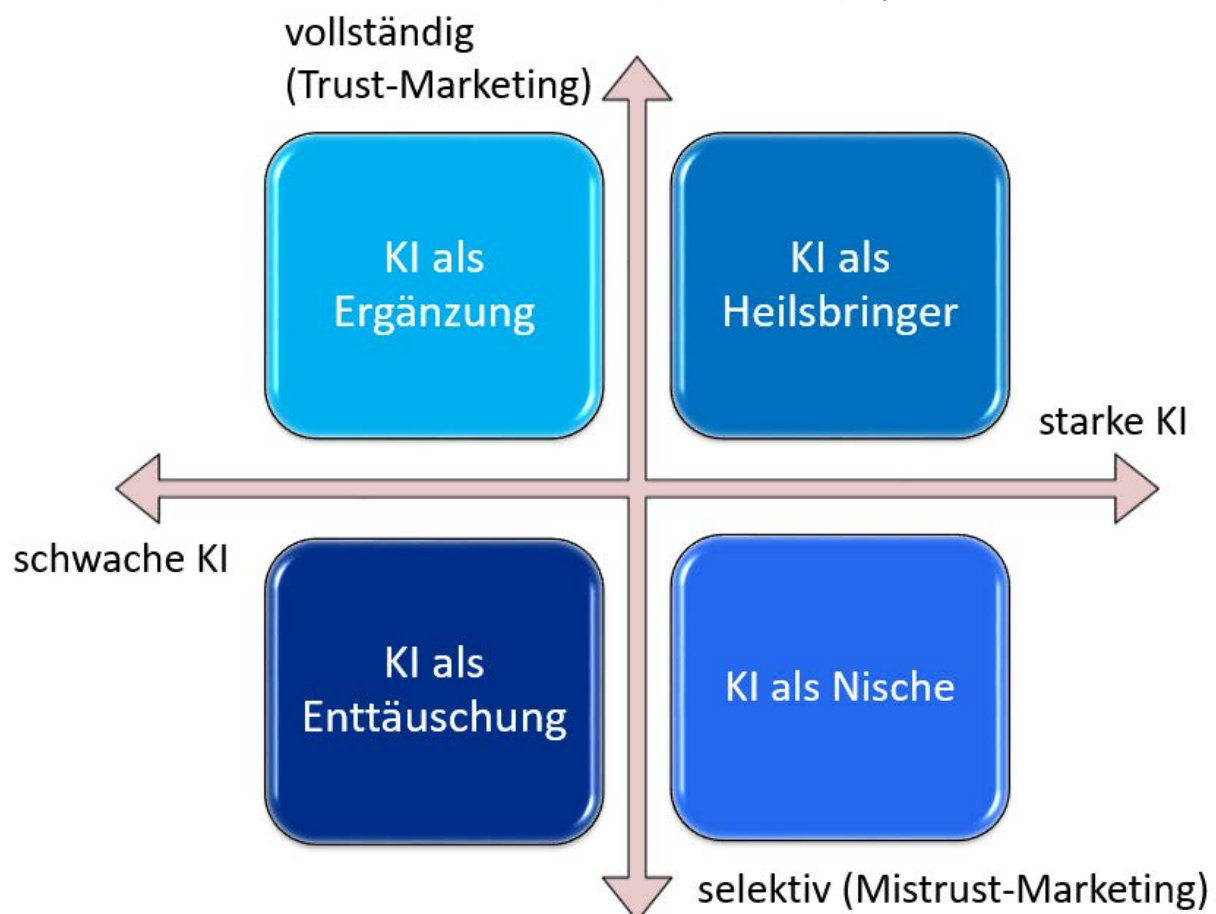 vollständig
(Trust-Marketing)
KI als
Ergänzung
KI als
Heilsbringer
starke KI
schwache KI
KI als
Enttäuschung
KI als Nische
selektiv (Mistrust-Marketing)